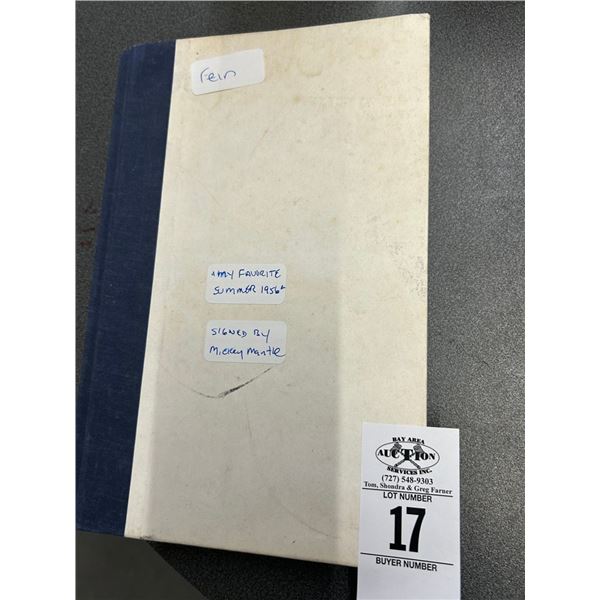 Fein
"My Favorite
Summer 1956"
Signed By
Mickey Mantle
BAY AREA
AUCTION
SERVICES INC.
(727) 548-9303
Tom, Shondra & Greg Farner
LOT NUMBER
17
BUYER NUMBER